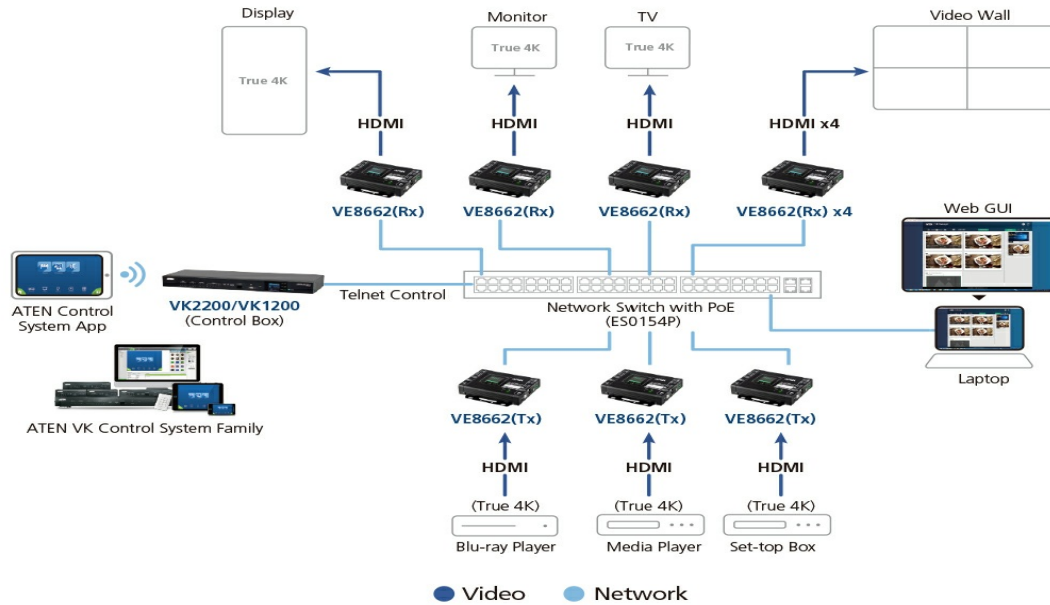 Display
Monitor
TV
Video Wall
True 4K
True 4K
True 4K
HDMI
HDMI
HDMI
HDMI x4
VE8662(Rx)
VE8662(Rx)
VE8662(Rx)
VE8662(Rx) x4
Web GUI
ATEN Control
System App
VK2200/VK1200
(Control Box)
Telnet Control
Network Switch with PoE
(ES0154P)
Laptop
ATEN VK Control System Family
VE8662(Tx)
VE8662(Tx)
VE8662(Tx)
HDMI
HDMI
HDMI
(True 4K)
(True 4K)
(True 4K)
Blu-ray Player
Media Player
Set-top Box
Video
Network